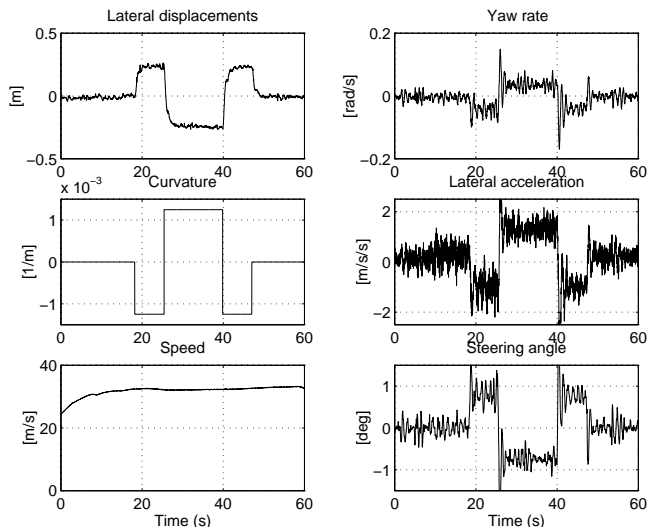 Lateral displacements
0.5
0
−0.5
[m]
0 20 40 60
Yaw rate
0.2
0
−0.2
[rad/s]
0 20 40 60
x 10⁻³
Curvature
1
0
−1
[1/m]
0 20 40 60
Lateral acceleration
2
0
−2
[m/s/s]
0 20 40 60
Speed
40
20
0
[m/s]
0 20 40 60
Time (s)
Steering angle
1
0
−1
[deg]
0 20 40 60
Time (s)